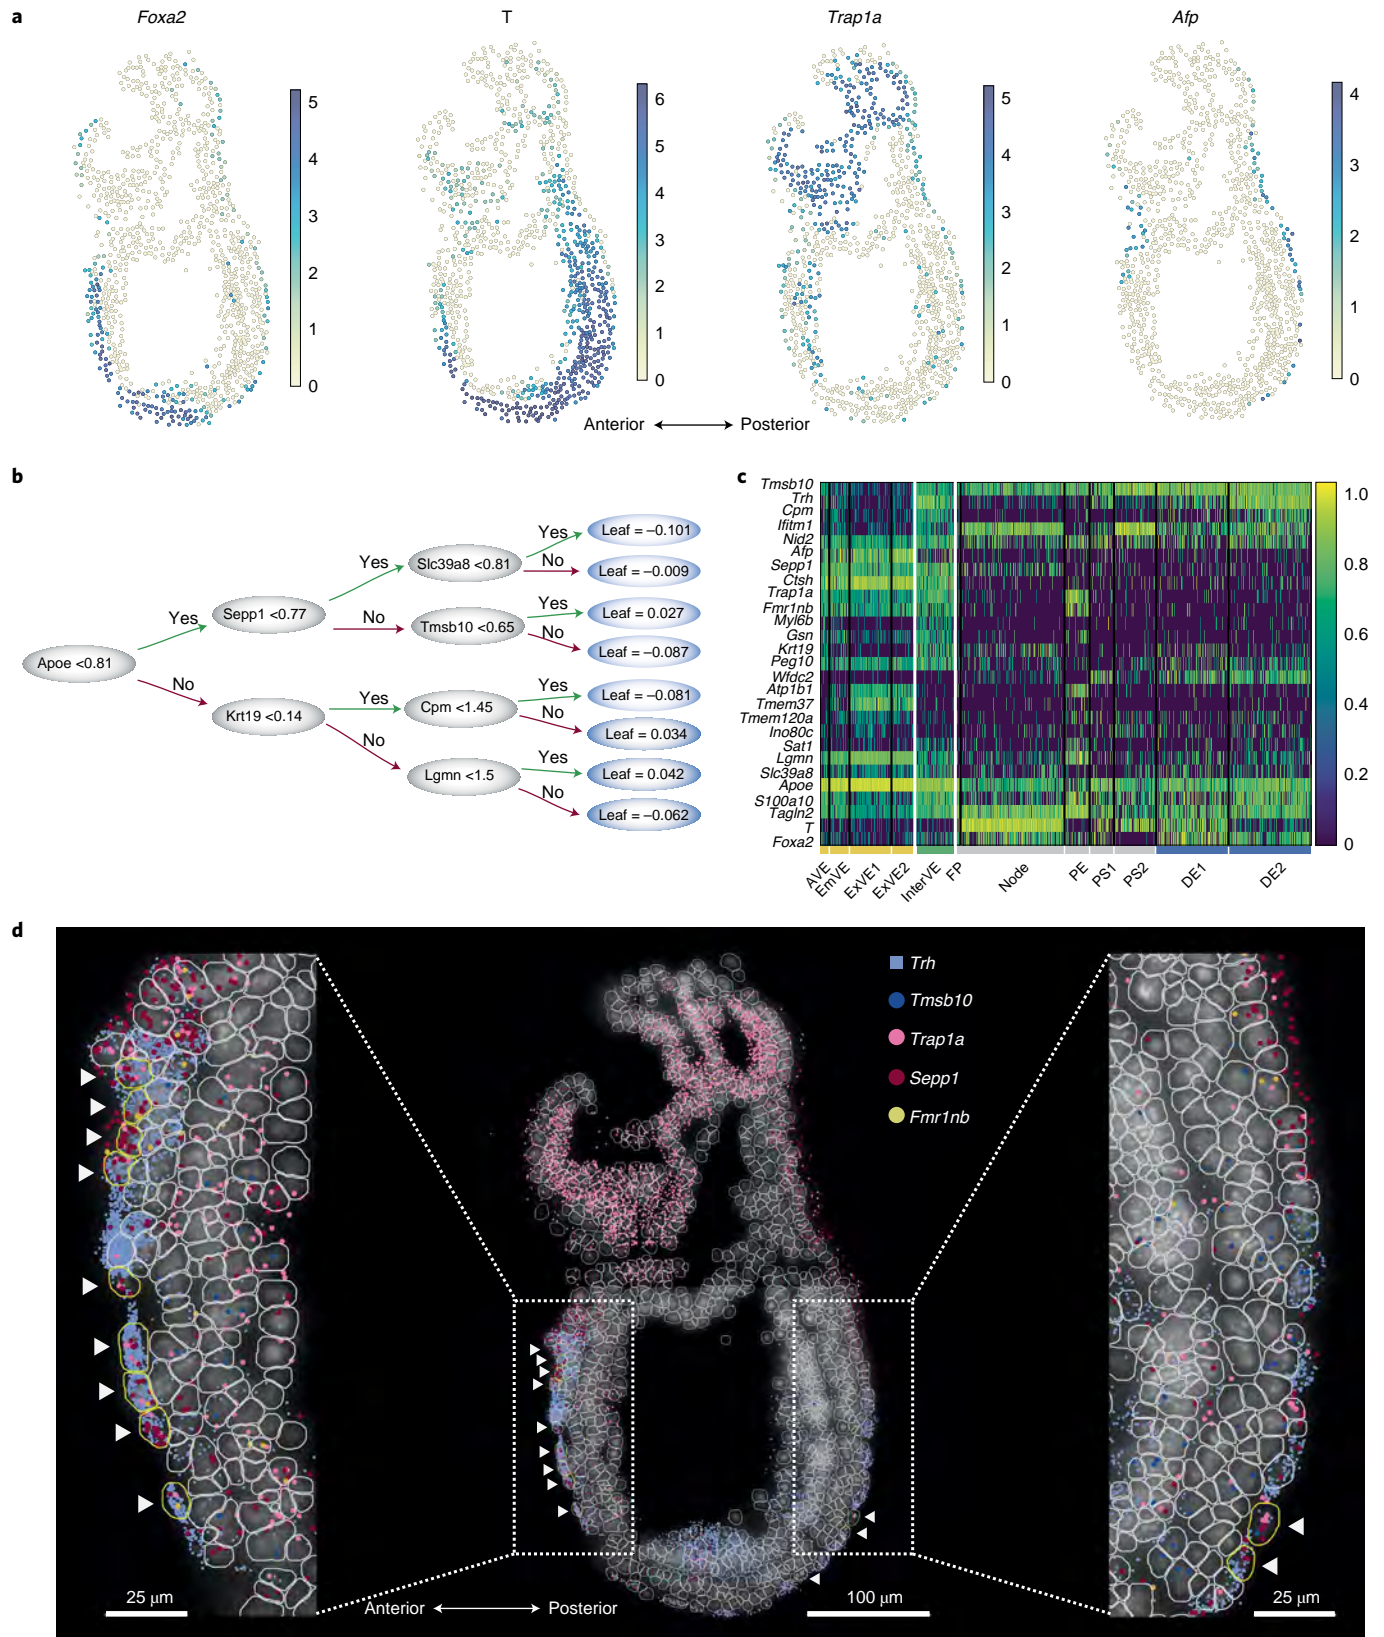 a
Foxa2
T
Trap1a
Afp
5
4
3
2
1
0
6
5
4
3
2
1
0
5
4
3
2
1
0
4
3
2
1
0
Anterior
Posterior
b
Apoe <0.81
Yes
No
Sepp1 <0.77
Krt19 <0.14
Yes
No
Yes
No
Slc39a8 <0.81
Tmsb10 <0.65
Cpm <1.45
Lgmn <1.5
Yes
No
Yes
No
Yes
No
Yes
No
Leaf = –0.101
Leaf = –0.009
Leaf = 0.027
Leaf = –0.087
Leaf = –0.081
Leaf = 0.034
Leaf = 0.042
Leaf = –0.062
c
Tmsb10
Trh
Cpm
Ifitm1
Nid2
Afp
Sepp1
Ctsh
Trap1a
Fmr1nb
Myl6b
Gsn
Krt19
Peg10
Wfdc2
Atp1b1
Tmem37
Tmem120a
Ino80c
Sat1
Lgmn
Slc39a8
Apoe
S100a10
Tagln2
T
Foxa2
AVE
EmVE
ExVE1
ExVE2
InterVE
FP
Node
PE
PS1
PS2
DE1
DE2
1.0
0.8
0.6
0.4
0.2
0
d
Trh
Tmsb10
Trap1a
Sepp1
Fmr1nb
25 μm
Anterior
Posterior
100 μm
25 μm